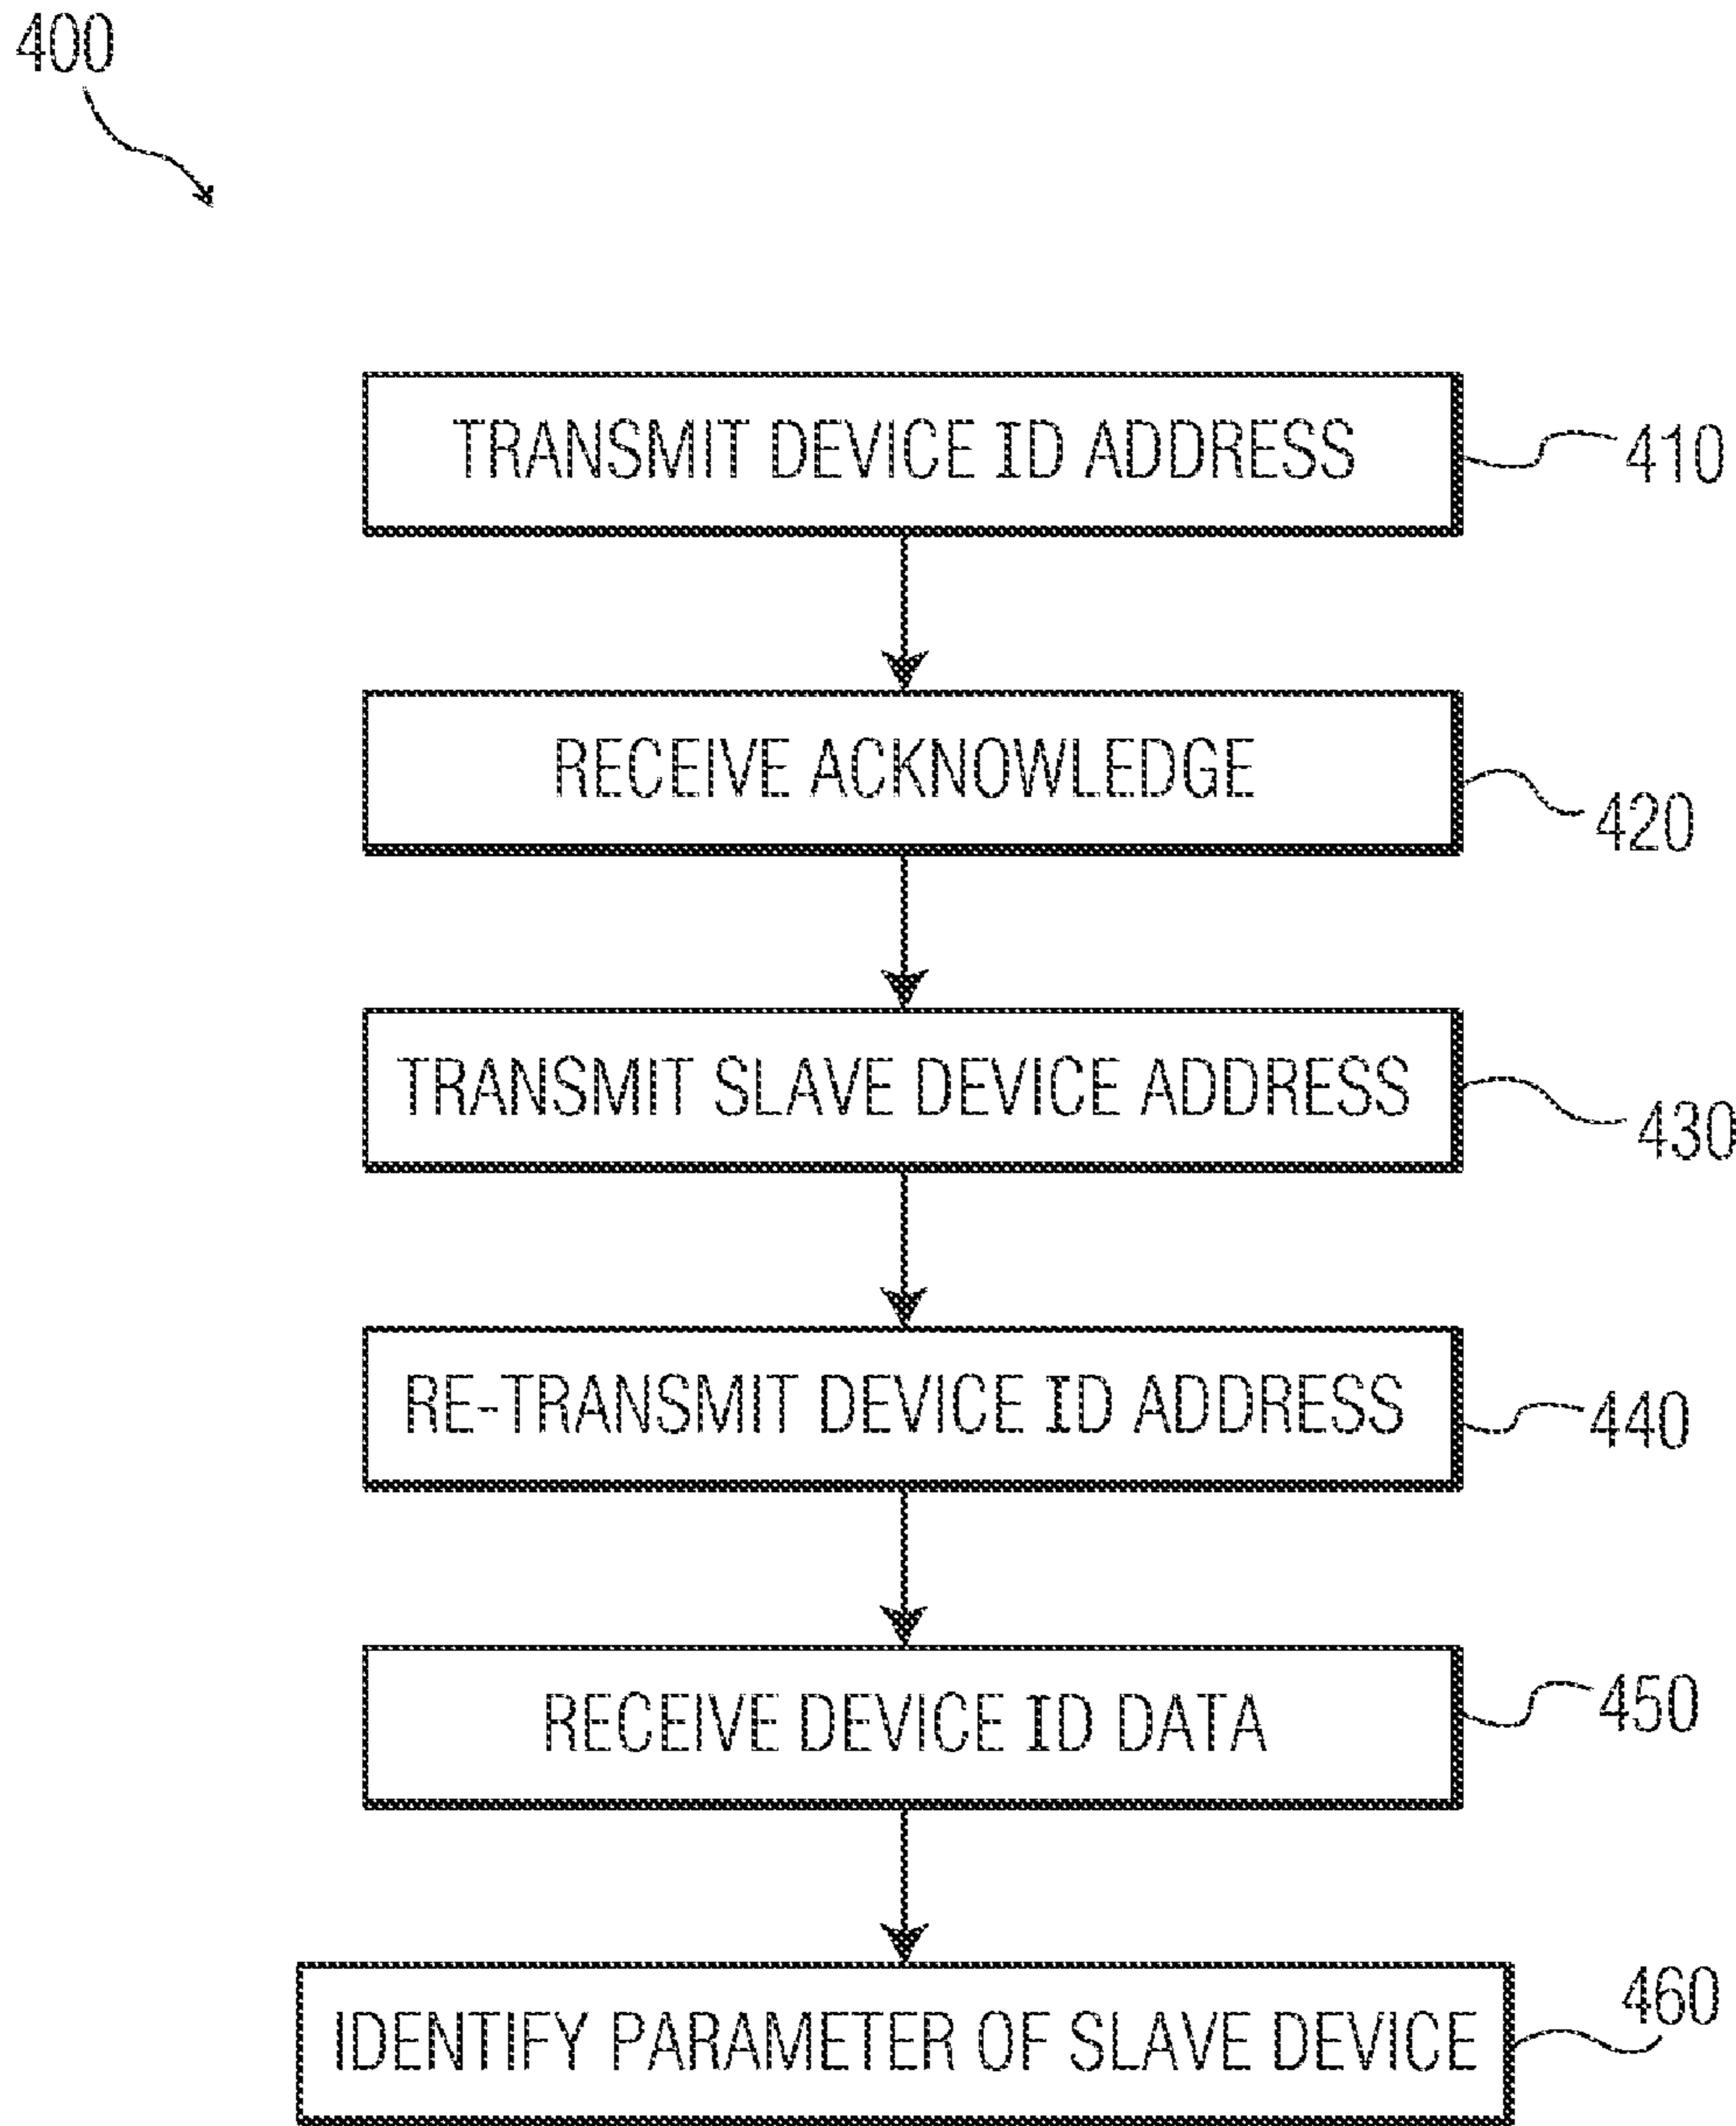 400
TRANSMIT DEVICE ID ADDRESS
410
RECEIVE ACKNOWLEDGE
420
TRANSMIT SLAVE DEVICE ADDRESS
430
RE-TRANSMIT DEVICE ID ADDRESS
440
RECEIVE DEVICE ID DATA
450
IDENTIFY PARAMETER OF SLAVE DEVICE
460